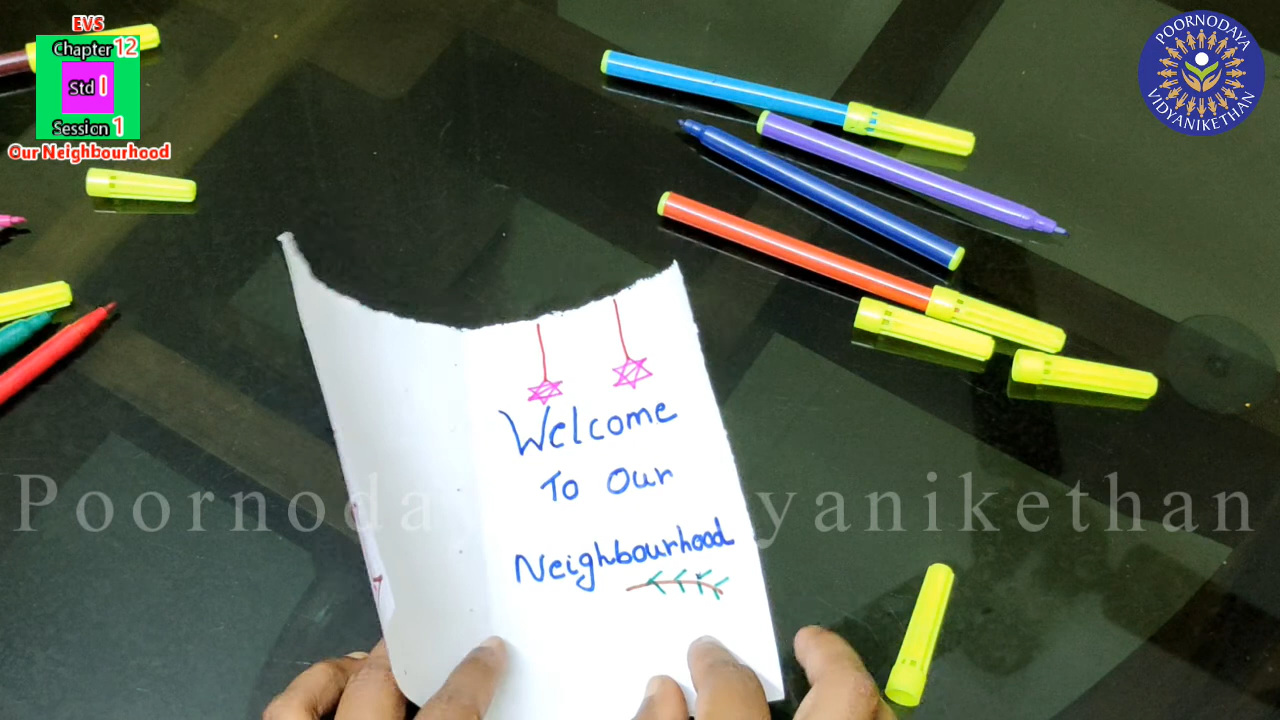 EVS
Chapter 12
Std I
Session 1
Our Neighbourhood
POORNODAYA
VIDYANIKETHAN
Welcome
To Our
Neighbourhood
Poornoda yanikethan